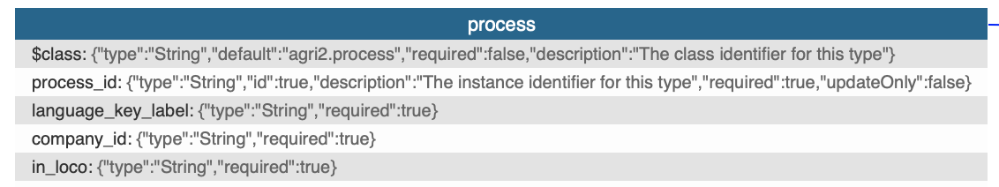 process
$class: {"type":"String","default":"agri2.process","required":false,"description":"The class identifier for this type"}
process_id: {"type":"String","id":true,"description":"The instance identifier for this type","required":true,"updateOnly":false}
language_key_label: {"type":"String","required":true}
company_id: {"type":"String","required":true}
in_loco: {"type":"String","required":true}